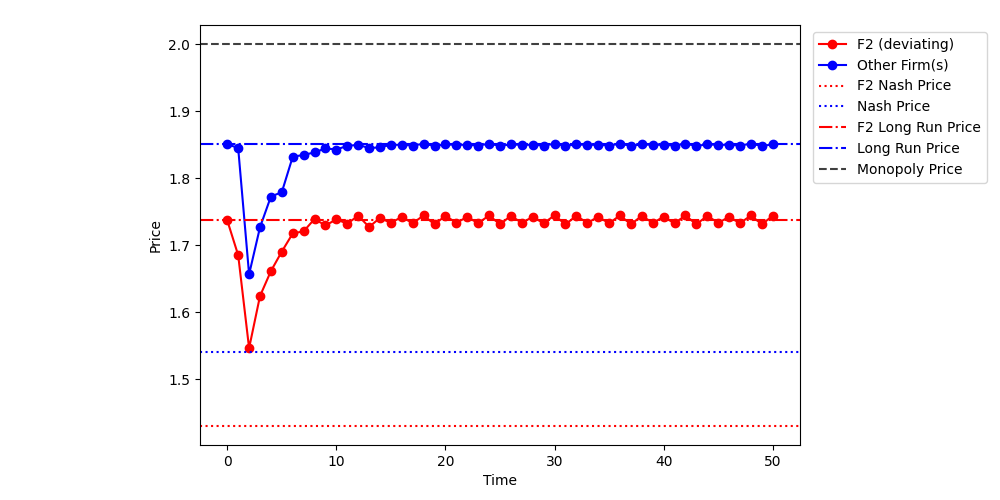 2.0
1.9
1.8
1.7
1.6
1.5
Price
0 10 20 30 40 50
Time
F2 (deviating)
Other Firm(s)
F2 Nash Price
Nash Price
F2 Long Run Price
Long Run Price
Monopoly Price